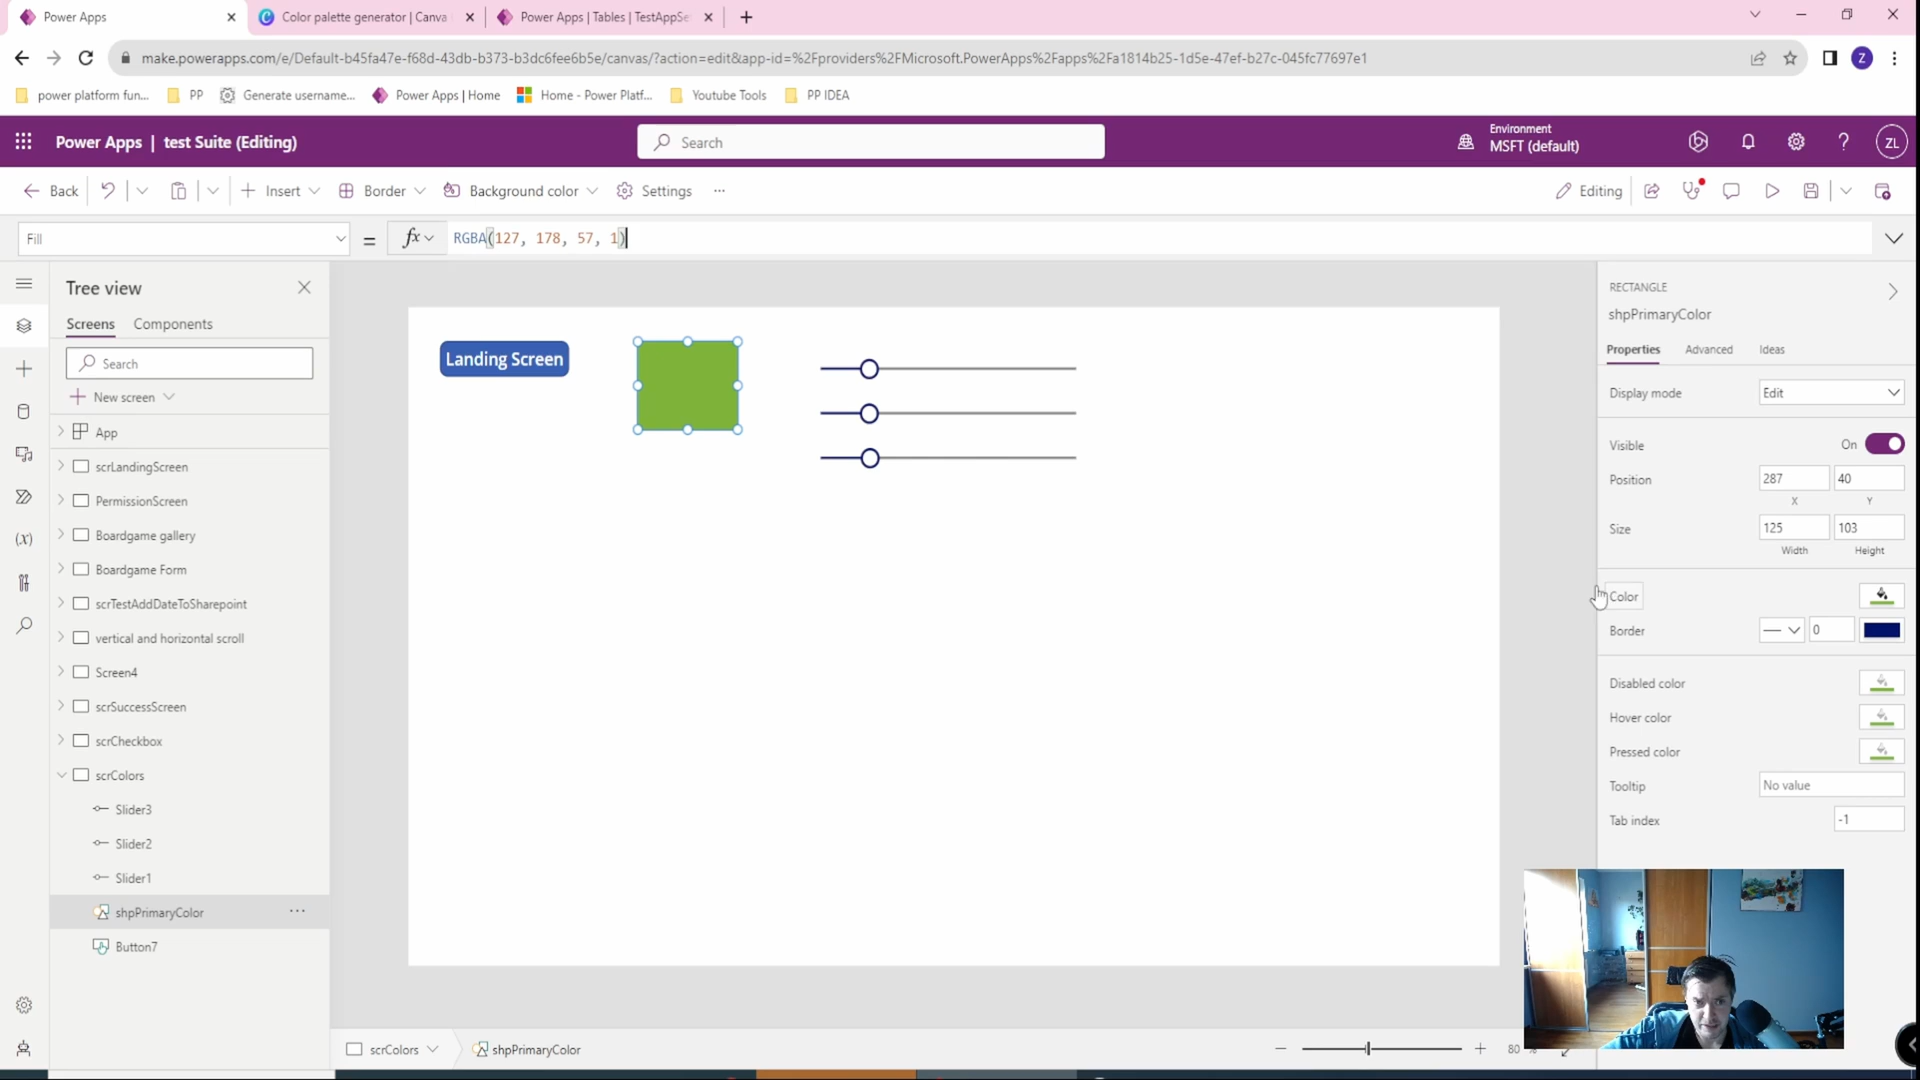 Power Apps
Color palette generator | Canva
Power Apps | Tables | TestAppSe
make.powerapps.com/e/Default-b45fa47e-f68d-43db-b373-b3dc6fee6b5e/canvas/?action=edit&app-id=%2Fproviders%2FMicrosoft.PowerApps%2Fapps%2Fa1814b25-1d5e-47ef-b27c-045fc77697e1
Z
power platform fun...
PP
Generate username...
Power Apps | Home
Home - Power Platf...
Youtube Tools
PP IDEA
Power Apps | test Suite (Editing)
Search
Environment
MSFT (default)
ZL
Back
Insert
Border
Background color
Settings
...
Editing
Fill
=
fx
RGBA(127, 178, 57, 1)
Tree view
Screens
Components
Search
New screen
App
scrLandingScreen
PermissionScreen
Boardgame gallery
Boardgame Form
scrTestAddDateToSharepoint
vertical and horizontal scroll
Screen4
scrSuccessScreen
scrCheckbox
scrColors
Slider3
Slider2
Slider1
shpPrimaryColor
...
Button7
Landing Screen
RECTANGLE
shpPrimaryColor
Properties
Advanced
Ideas
Display mode
Edit
Visible
On
Position
287
40
X
Y
Size
125
103
Width
Height
Color
Border
0
Disabled color
Hover color
Pressed color
Tooltip
No value
Tab index
-1
scrColors
shpPrimaryColor
80 %